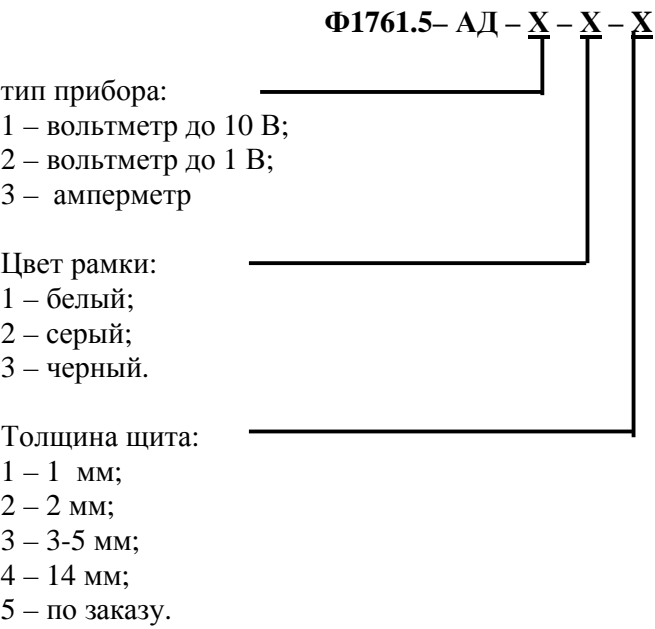 Ф1761.5– АД – Х – Х – Х
тип прибора:
1 – вольтметр до 10 В;
2 – вольтметр до 1 В;
3 – амперметр
Цвет рамки:
1 – белый;
2 – серый;
3 – черный.
Толщина щита:
1 – 1 мм;
2 – 2 мм;
3 – 3-5 мм;
4 – 14 мм;
5 – по заказу.